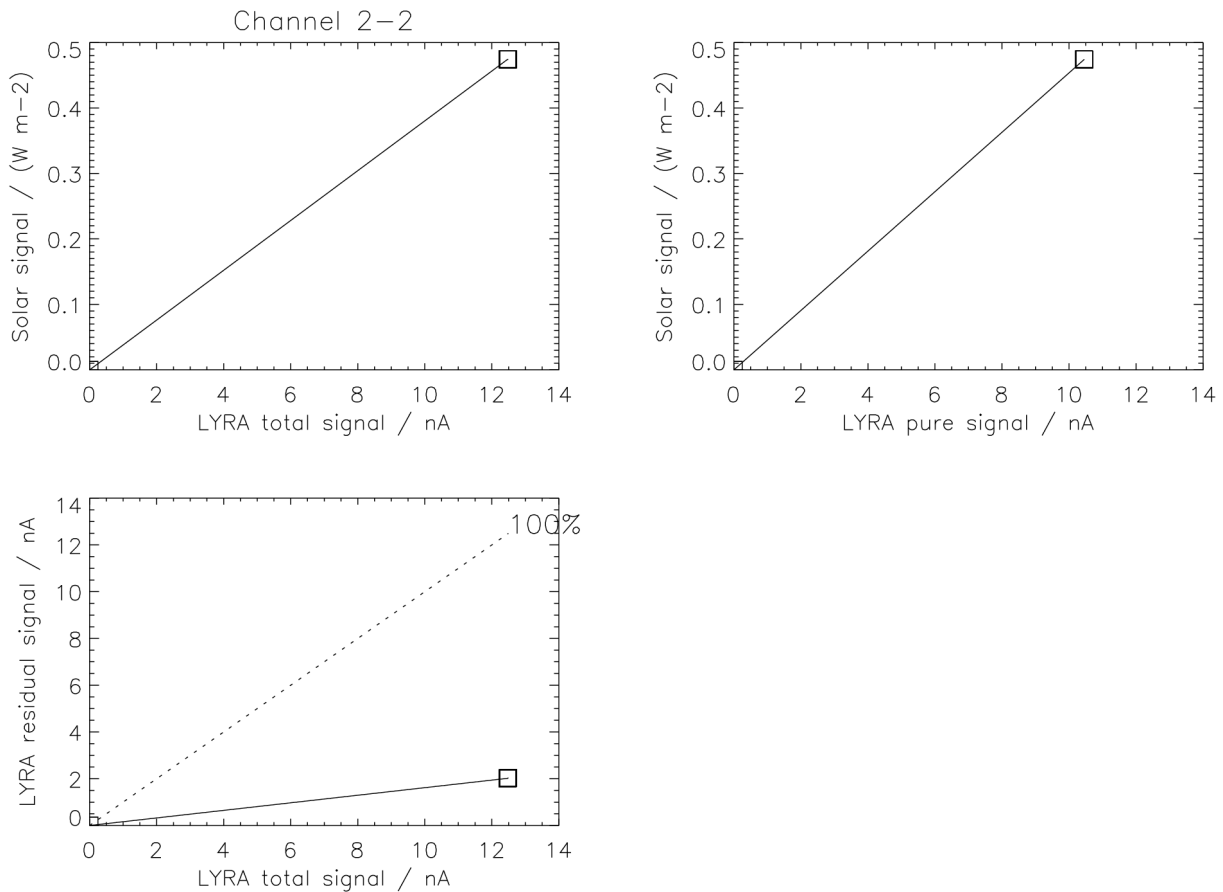 Channel 2-2
Solar signal / (W m-2)
0.5
0.4
0.3
0.2
0.1
0.0
0 2 4 6 8 10 12 14
LYRA total signal / nA
Solar signal / (W m-2)
0.5
0.4
0.3
0.2
0.1
0.0
0 2 4 6 8 10 12 14
LYRA pure signal / nA
LYRA residual signal / nA
14
12
10
8
6
4
2
0
100%
0 2 4 6 8 10 12 14
LYRA total signal / nA